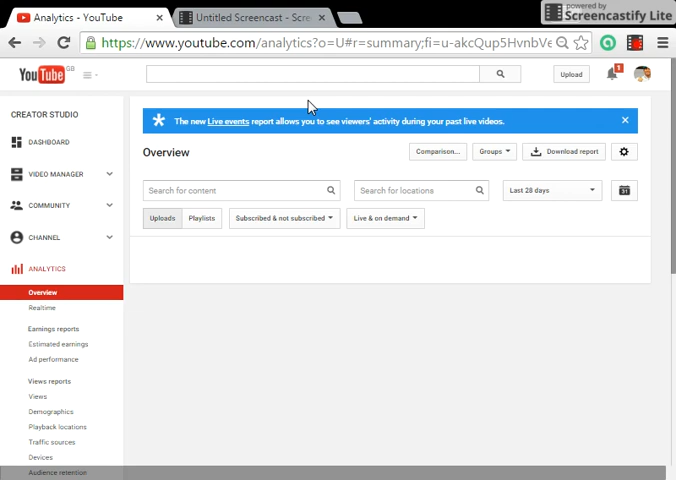 powered by
Screencastify Lite
Analytics - YouTube
Untitled Screencast - Scre
https://www.youtube.com/analytics?o=U#r=summary;fi=u-akcQup5HvnbVe
YouTube GB
Upload
1
CREATOR STUDIO
DASHBOARD
VIDEO MANAGER
COMMUNITY
CHANNEL
ANALYTICS
Overview
Realtime
Earnings reports
Estimated earnings
Ad performance
Views reports
Views
Demographics
Playback locations
Traffic sources
Devices
Audience retention
The new Live events report allows you to see viewers' activity during your past live videos.
Overview
Comparison...
Groups
Download report
Search for content
Search for locations
Last 28 days
31
Uploads
Playlists
Subscribed & not subscribed
Live & on demand